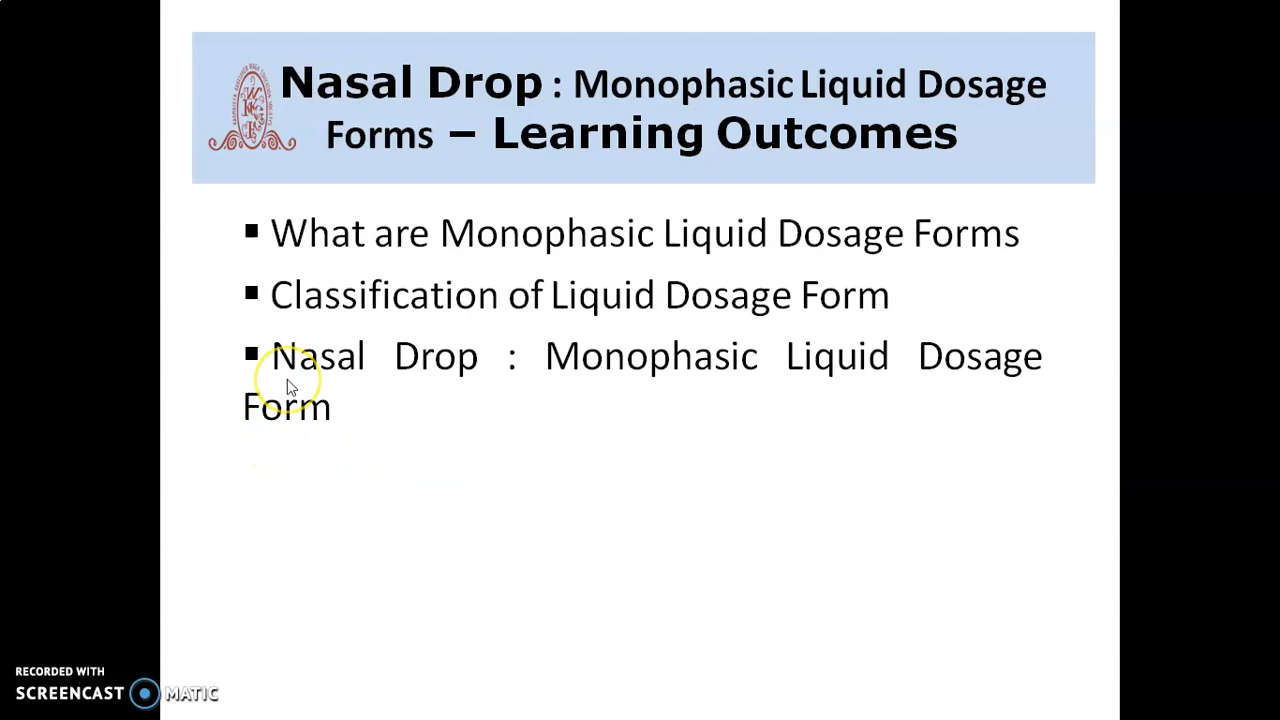 Nasal Drop : Monophasic Liquid Dosage
Forms – Learning Outcomes
▪ What are Monophasic Liquid Dosage Forms
▪ Classification of Liquid Dosage Form
▪ Nasal Drop : Monophasic Liquid Dosage
Form
RECORDED WITH
SCREENCAST MATIC